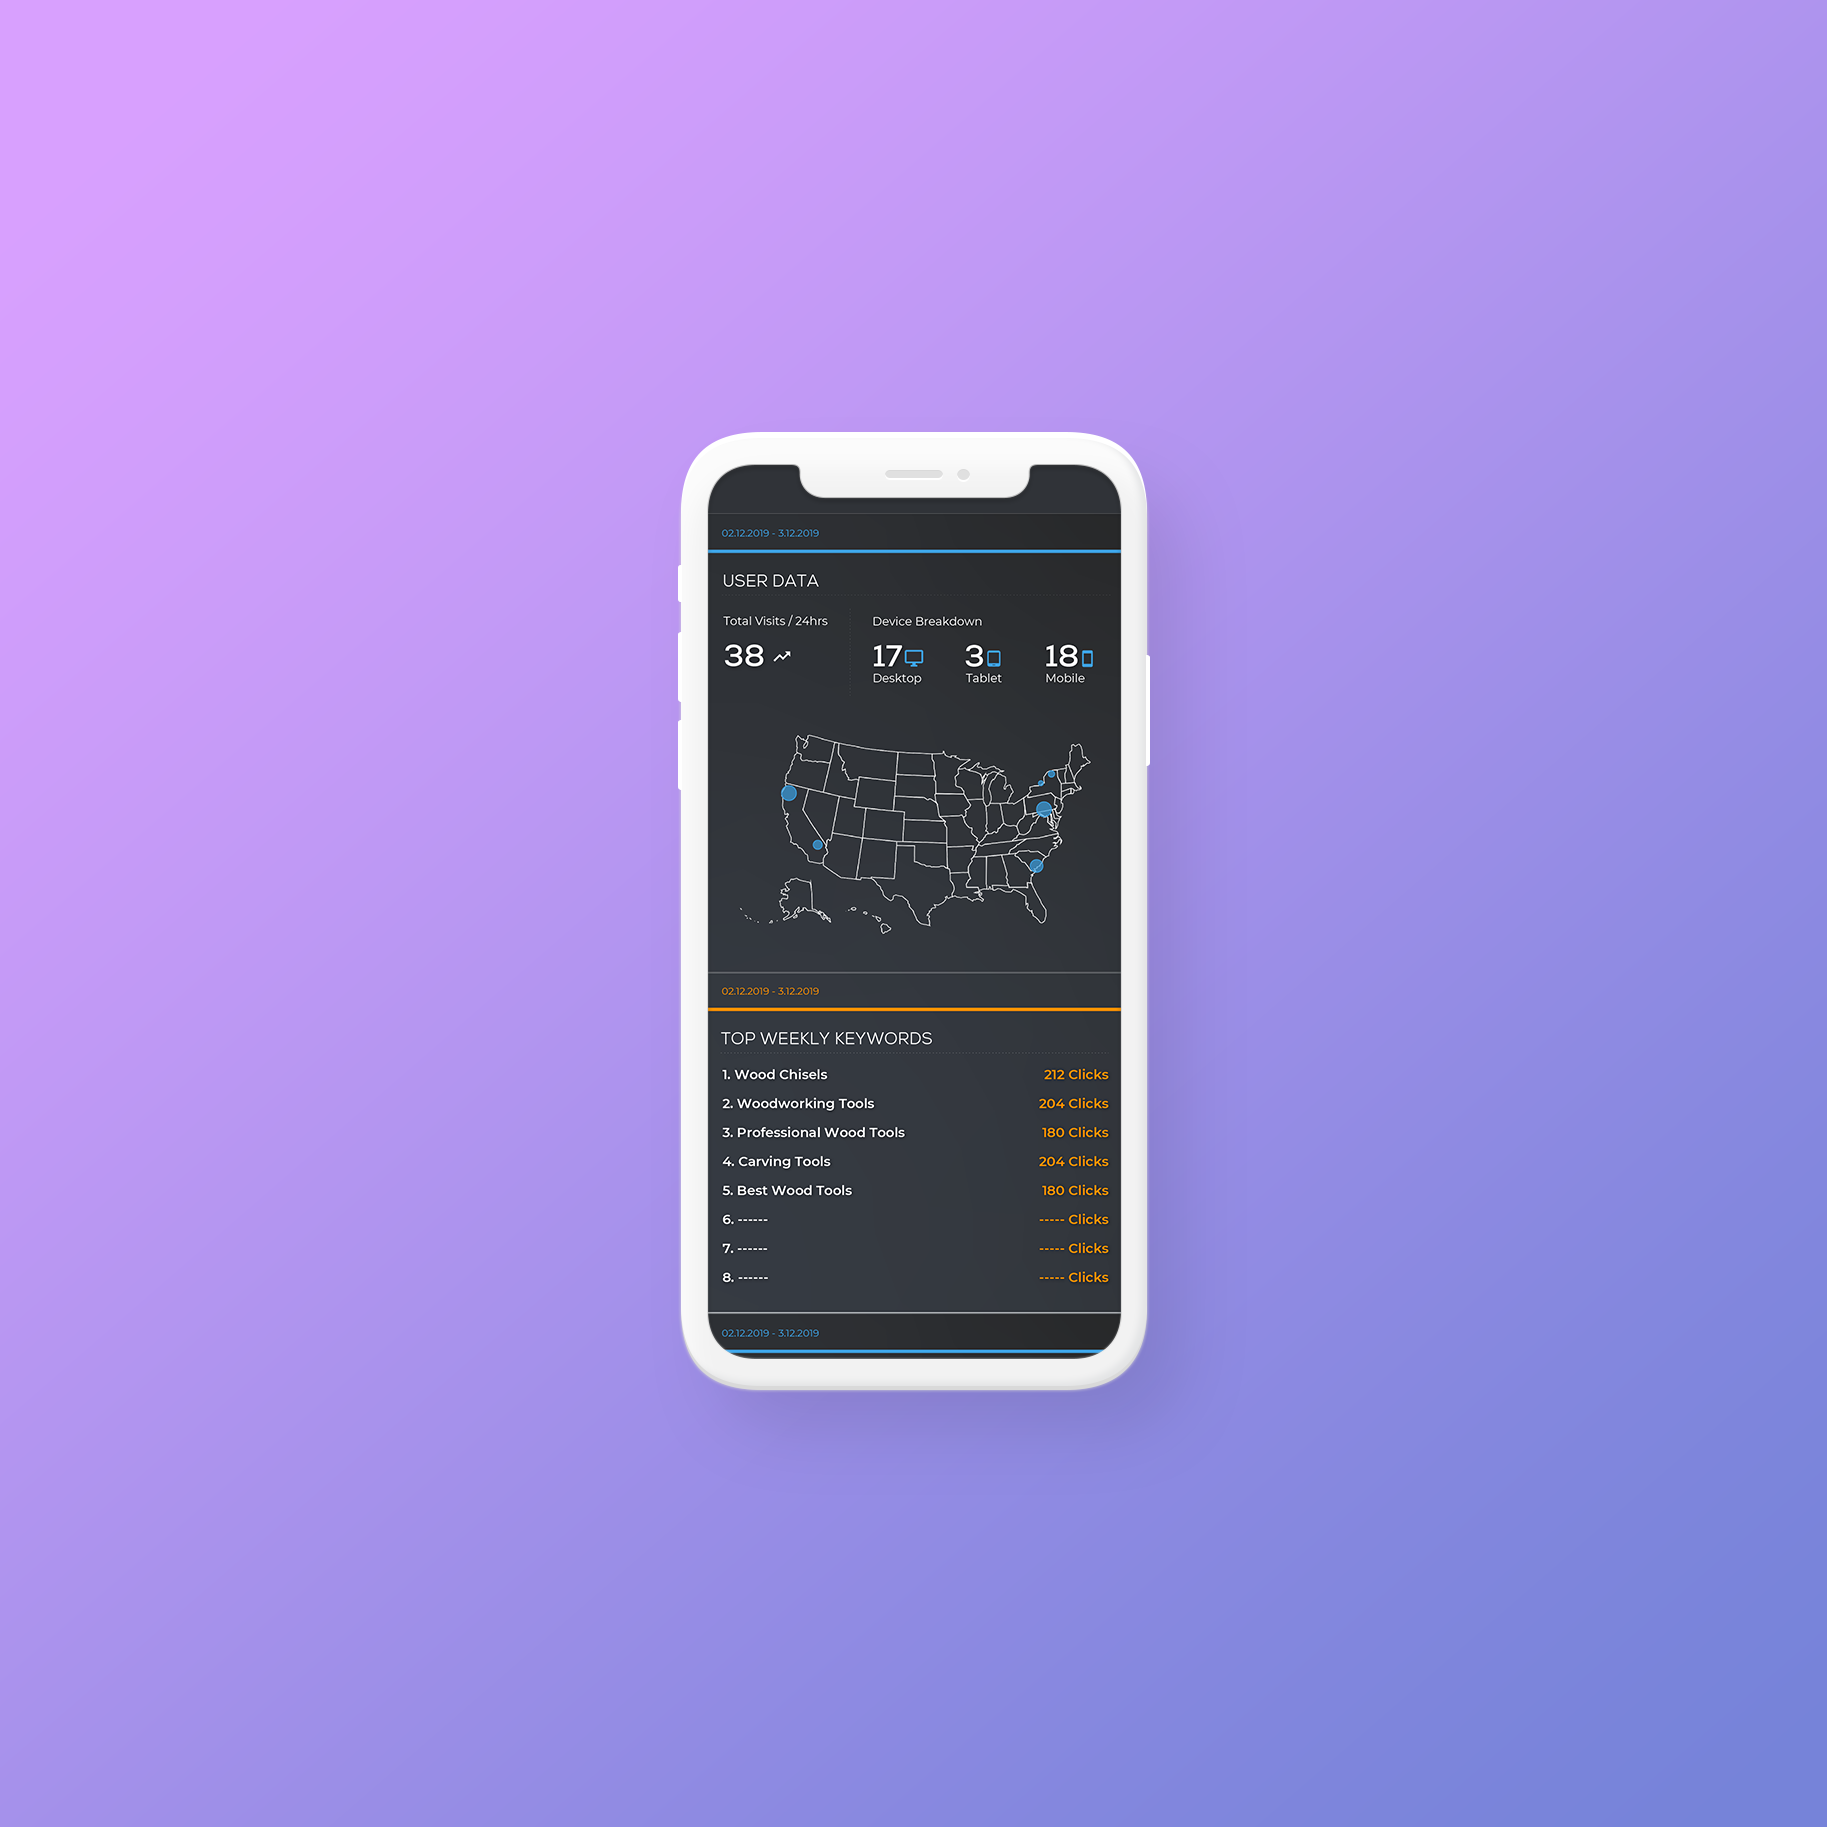 02.12.2019 - 3.12.2019
USER DATA
Total Visits / 24hrs
38
Device Breakdown
17 3 18
Desktop Tablet Mobile
02.12.2019 - 3.12.2019
TOP WEEKLY KEYWORDS
1. Wood Chisels 212 Clicks
2. Woodworking Tools 204 Clicks
3. Professional Wood Tools 180 Clicks
4. Carving Tools 204 Clicks
5. Best Wood Tools 180 Clicks
6. ------ ----- Clicks
7. ------ ----- Clicks
8. ------ ----- Clicks
02.12.2019 - 3.12.2019